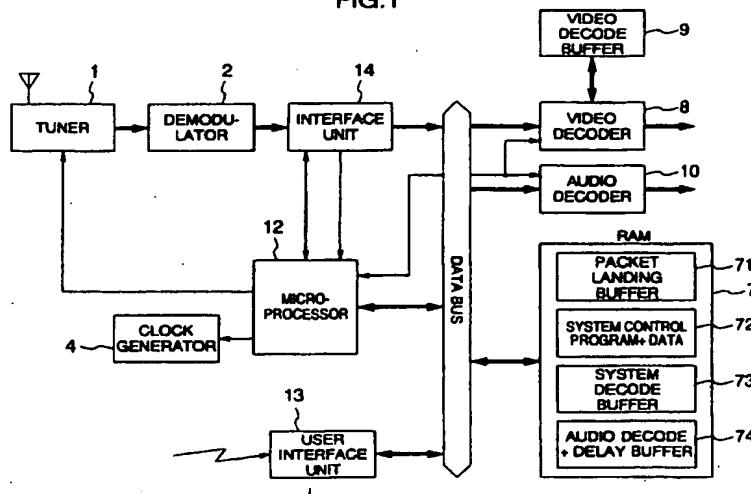 FIG.1
VIDEO
DECODE
BUFFER
9
1
2
14
TUNER
DEMODU-
LATOR
INTERFACE
UNIT
VIDEO
DECODER
8
AUDIO
DECODER
10
12
MICRO-
PROCESSOR
DATA BUS
RAM
PACKET
LANDING
BUFFER
71
7
SYSTEM CONTROL
PROGRAM+DATA
72
SYSTEM
DECODE
BUFFER
73
AUDIO DECODE
+ DELAY BUFFER
74
4
CLOCK
GENERATOR
13
USER
INTERFACE
UNIT